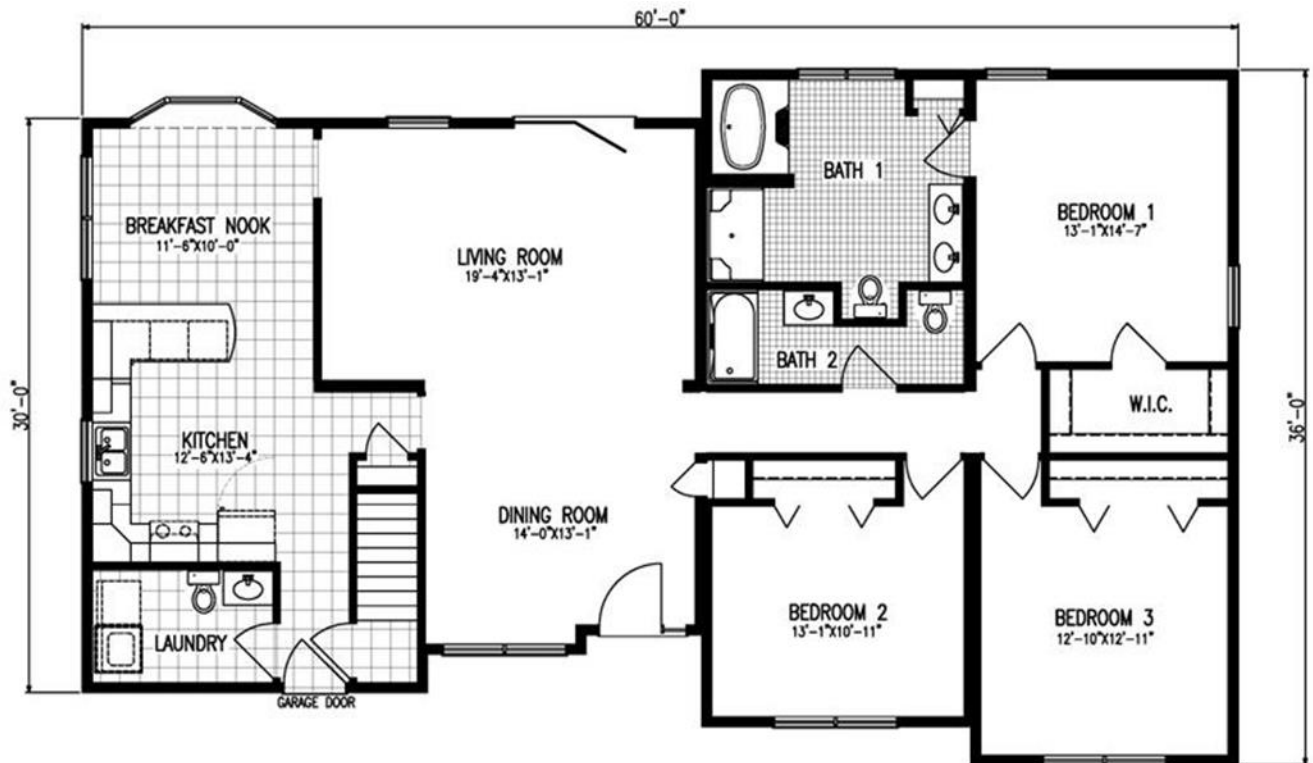 60'-0"
BREAKFAST NOOK
11'-6"X10'-0"
LIVING ROOM
19'-4"X13'-1"
BATH 1
BEDROOM 1
13'-1"X14'-7"
30'-0"
36'-0"
BATH 2
W.I.C.
KITCHEN
12'-6"X13'-4"
DINING ROOM
14'-0"X13'-1"
LAUNDRY
BEDROOM 2
13'-1"X10'-11"
BEDROOM 3
12'-10"X12'-11"
GARAGE DOOR